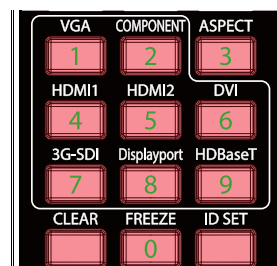 VGA COMPONENT ASPECT
1 2 3
HDMI1 HDMI2 DVI
4 5 6
3G-SDI Displayport HDBaseT
7 8 9
CLEAR FREEZE ID SET
0